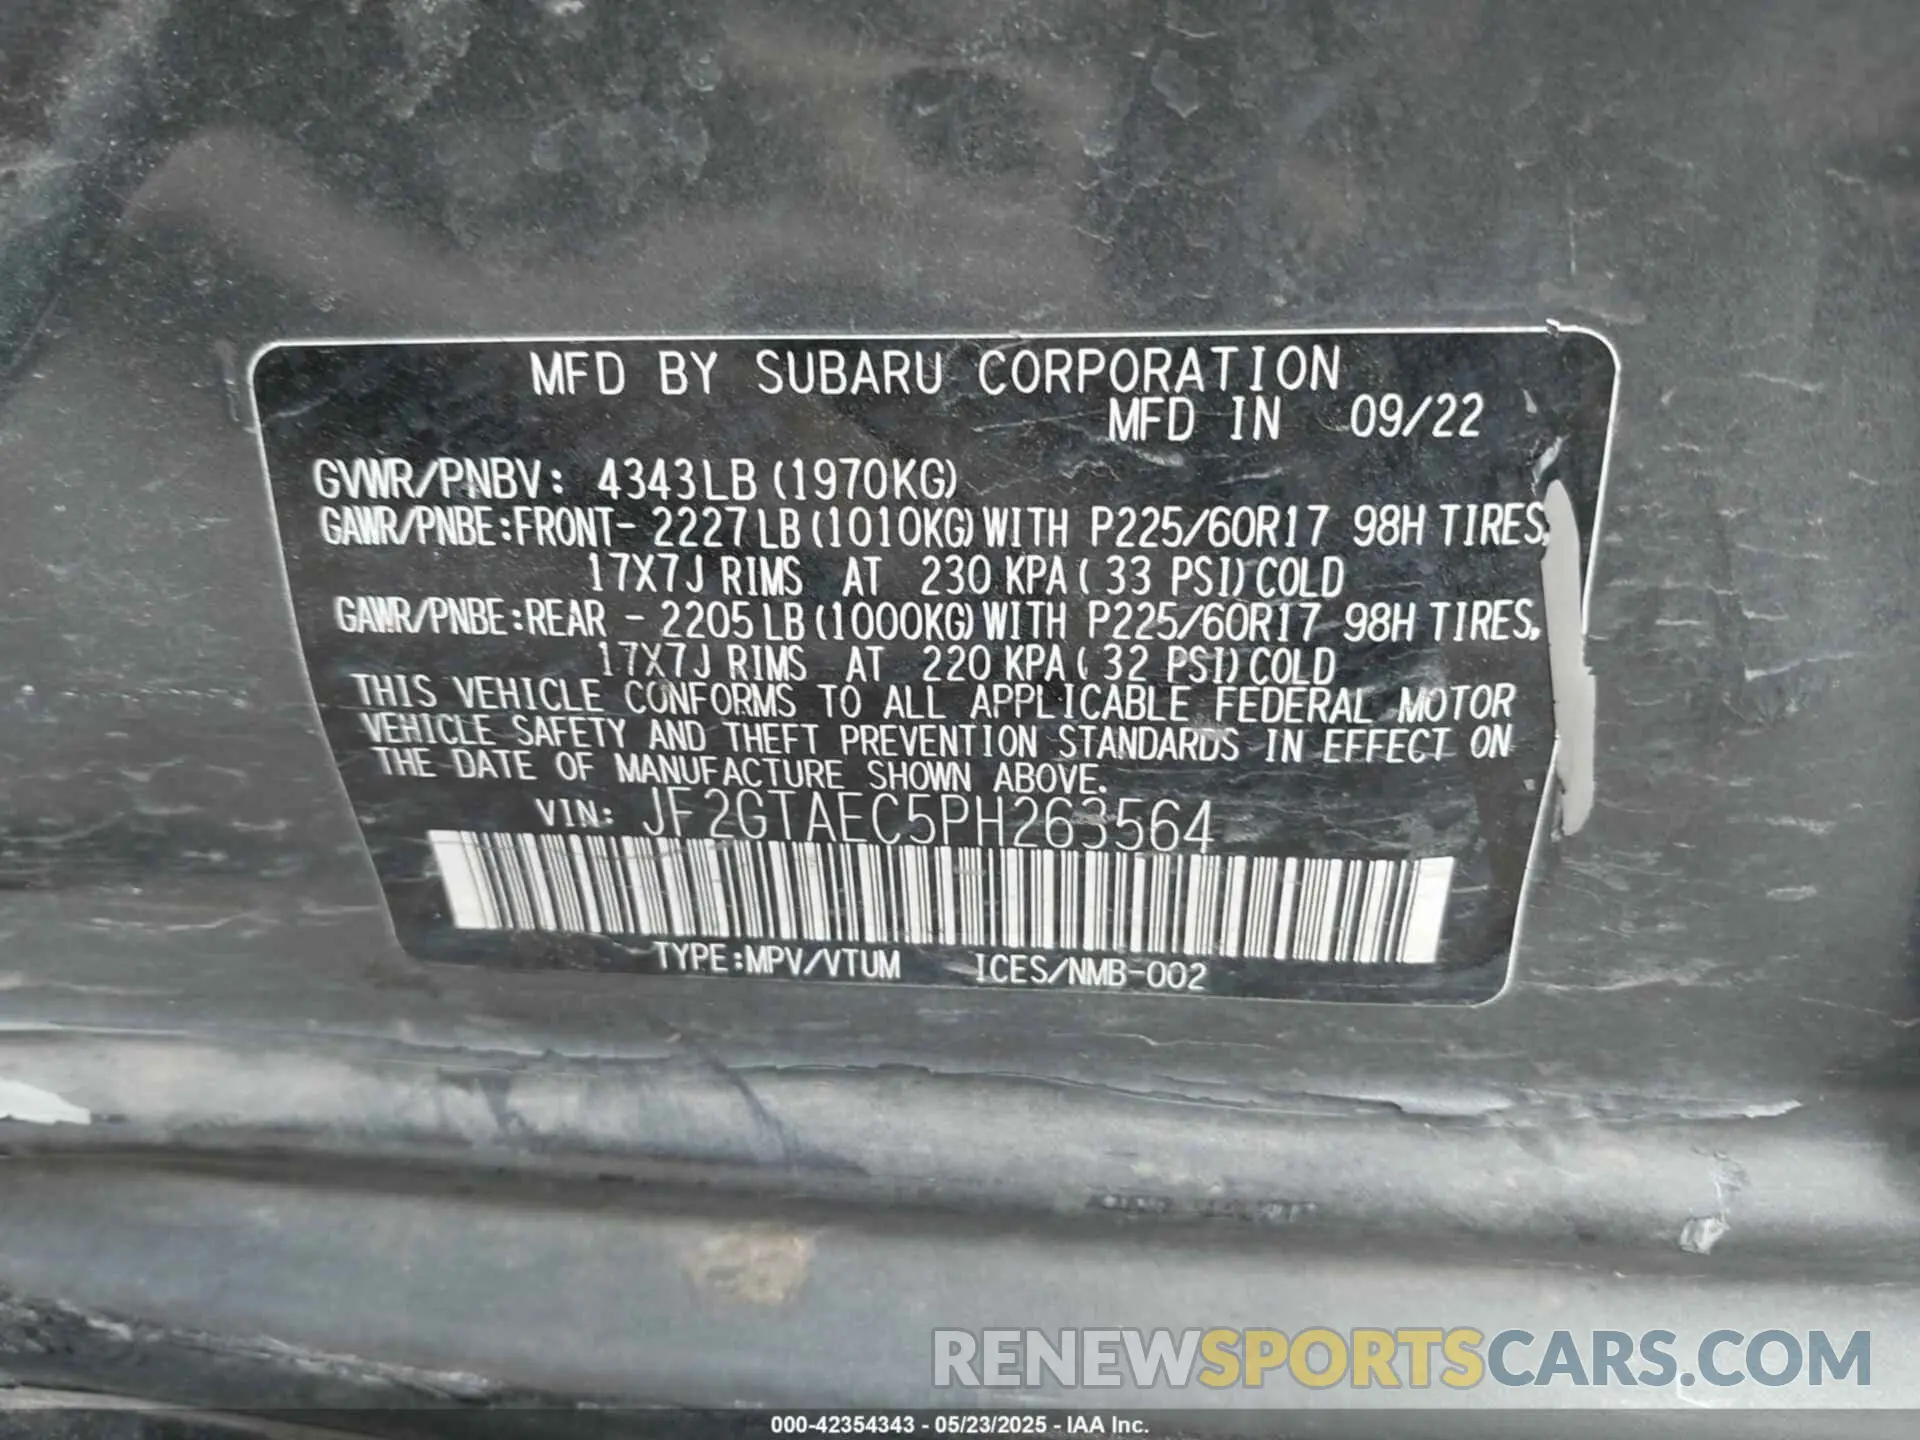 MFD BY SUBARU CORPORATION
MFD IN 09/22
GVWR/PNBV: 4343LB (1970KG)
GAWR/PNBE:FRONT- 2227LB (1010KG) WITH P225/60R17 98H TIRES,
17X7J RIMS AT 230 KPA ( 33 PSI) COLD
GAWR/PNBE:REAR - 2205LB (1000KG) WITH P225/60R17 98H TIRES,
17X7J RIMS AT 220 KPA ( 32 PSI) COLD
THIS VEHICLE CONFORMS TO ALL APPLICABLE FEDERAL MOTOR
VEHICLE SAFETY AND THEFT PREVENTION STANDARDS IN EFFECT ON
THE DATE OF MANUFACTURE SHOWN ABOVE.
VIN: JF2GTAEC5PH263564
TYPE:MPV/VTUM ICES/NMB-002
RENEWSPORTSCARS.COM
000-42354343 - 05/23/2025 - IAA Inc.